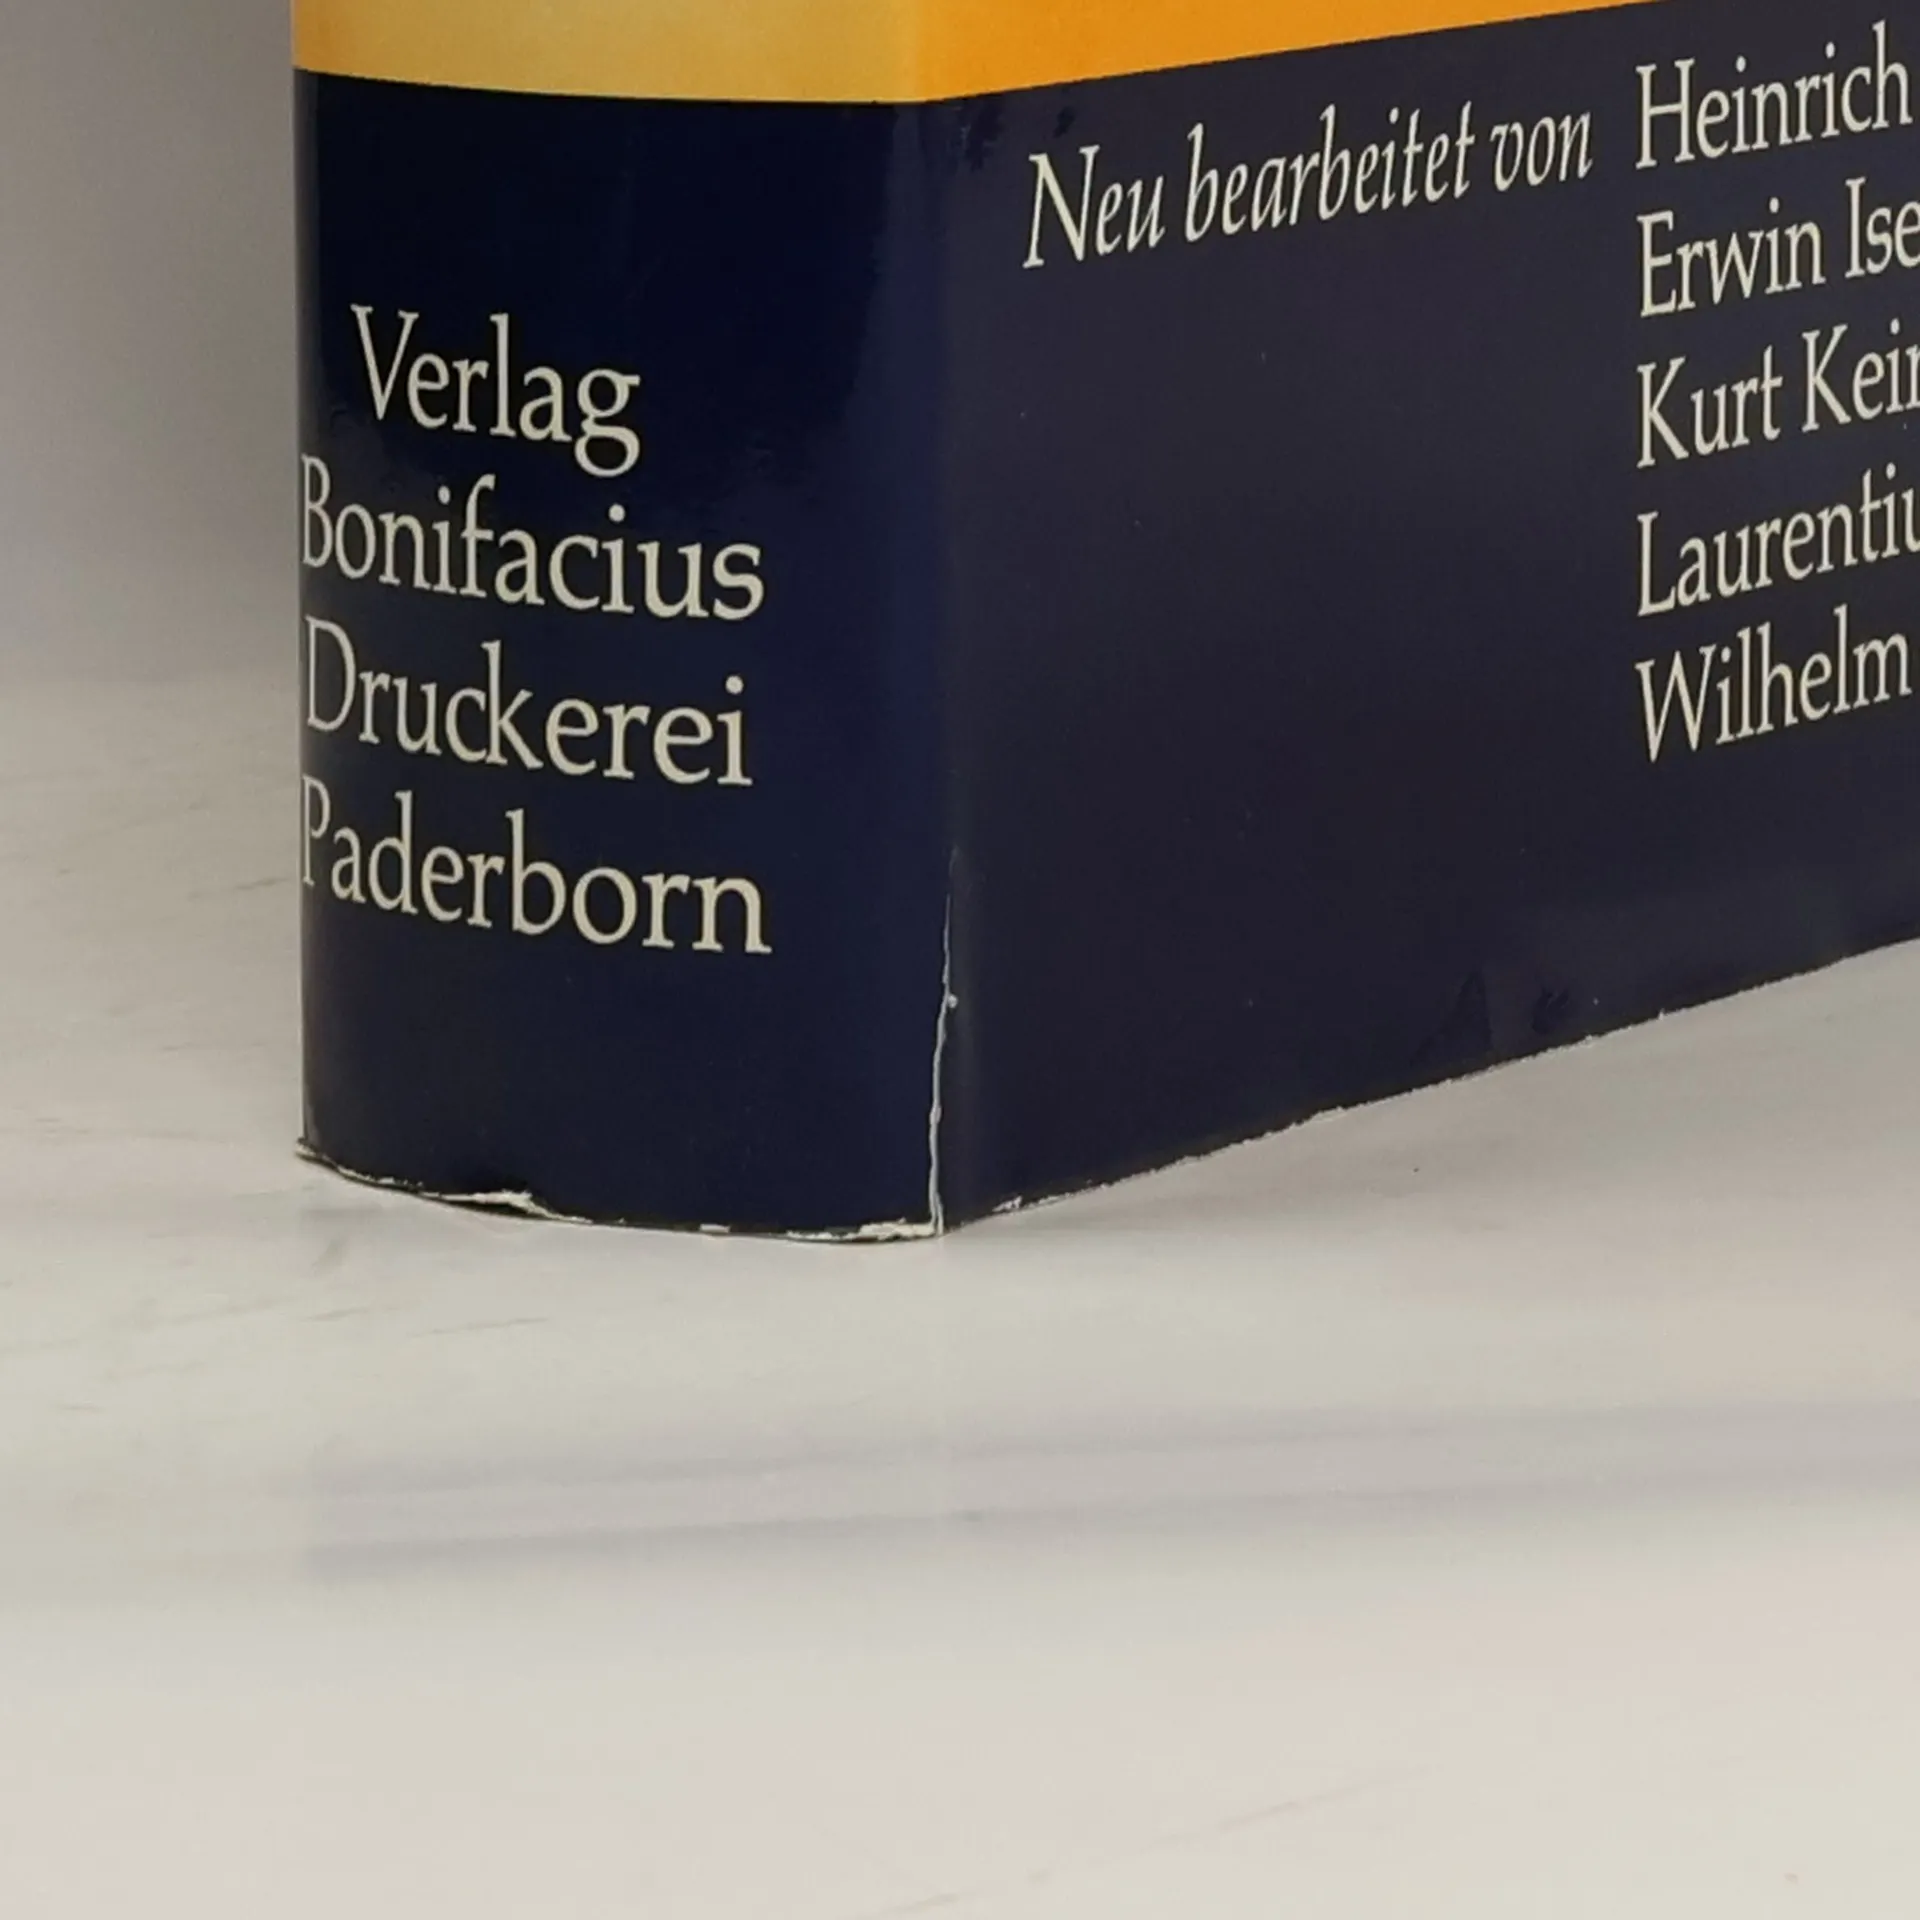 Verlag
Bonifacius
Druckerei
Paderborn
Neu bearbeitet von Heinrich
Erwin
Kurt
Wilhelm